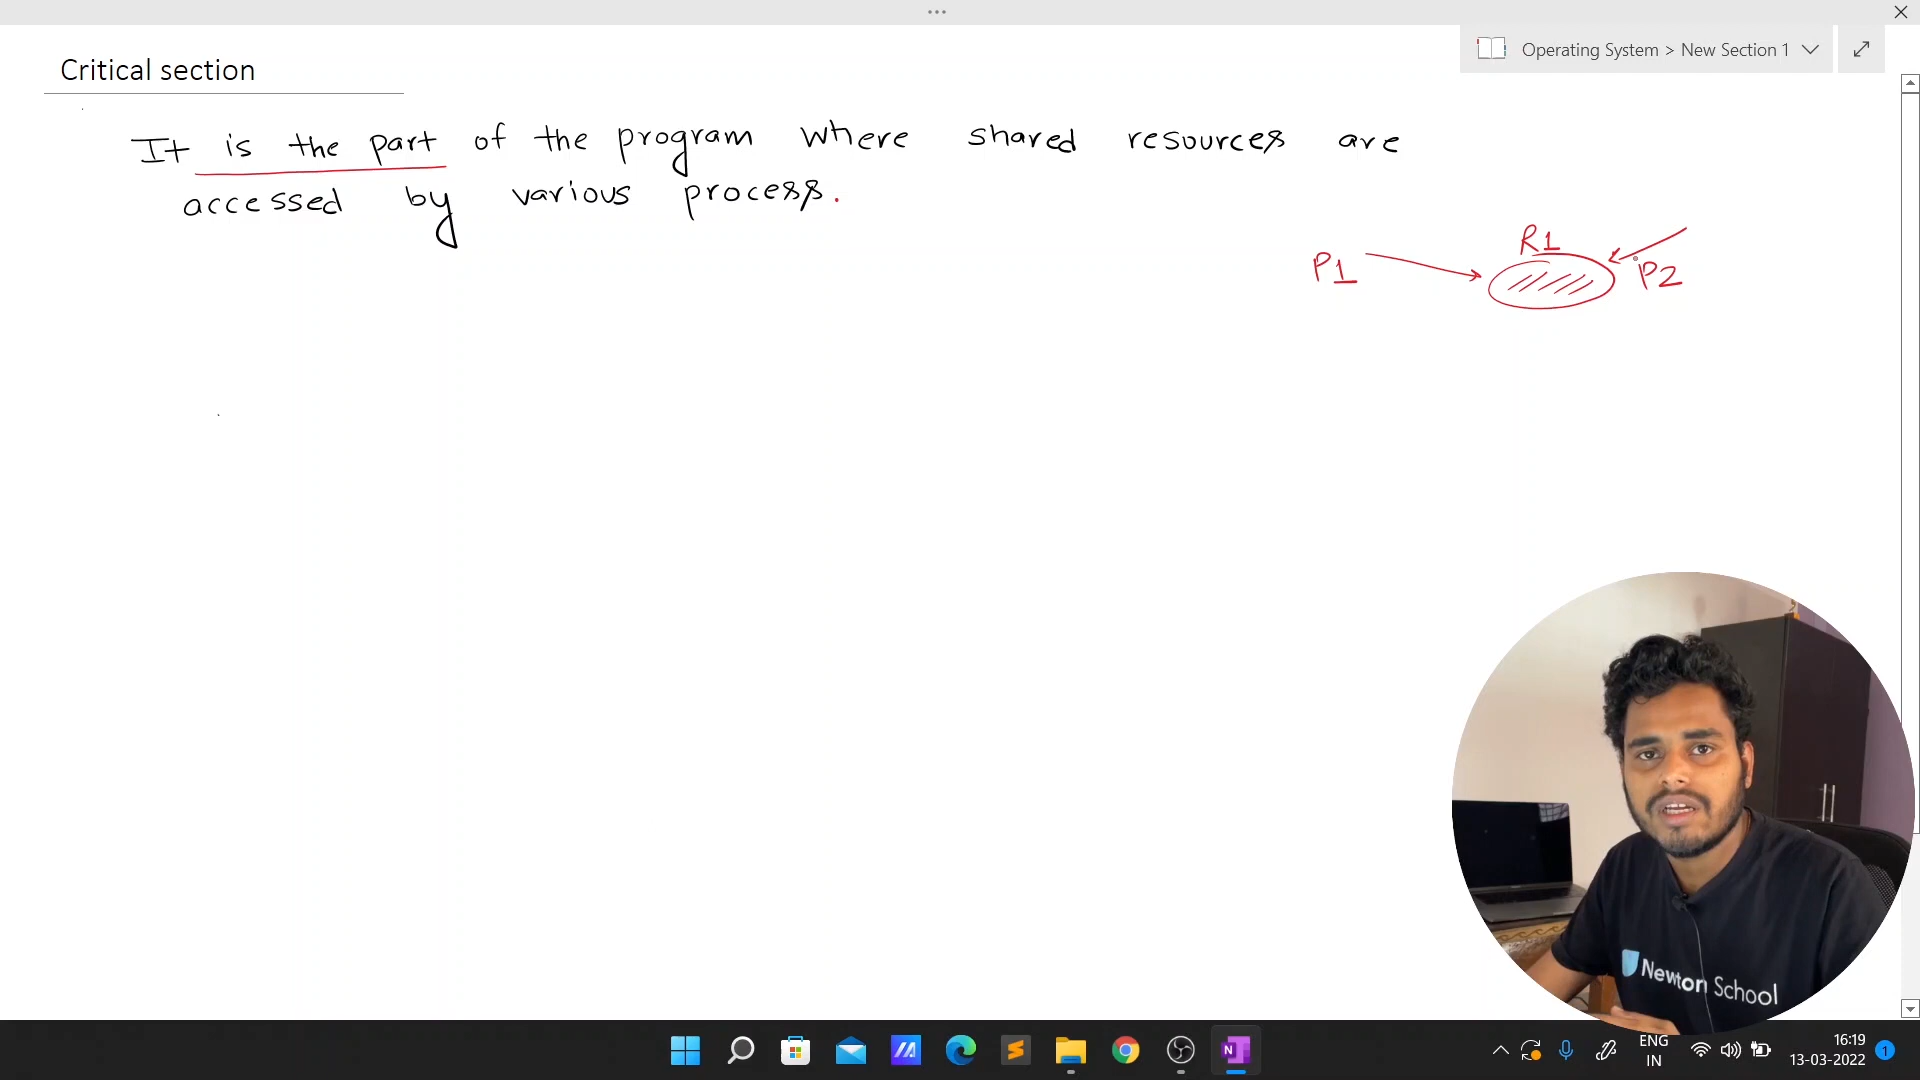 Operating System > New Section 1
Critical section
It is the part of the program where shared resources are
accessed by various process.
R1
P1
P2
Newton School
ENG
IN
16:19
13-03-2022
1
N